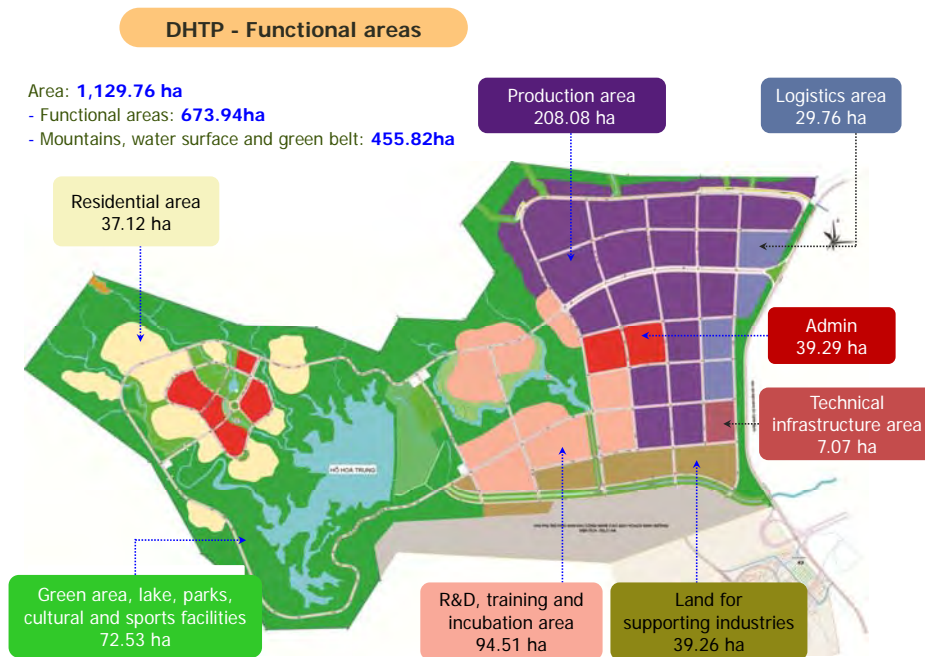 DHTP - Functional areas
Area: 1,129.76 ha
- Functional areas: 673.94ha
- Mountains, water surface and green belt: 455.82ha
Production area
208.08 ha
Logistics area
29.76 ha
Residential area
37.12 ha
Admin
39.29 ha
Technical
infrastructure area
7.07 ha
HỒ HOÀ TRUNG
Green area, lake, parks,
cultural and sports facilities
72.53 ha
R&D, training and
incubation area
94.51 ha
Land for
supporting industries
39.26 ha